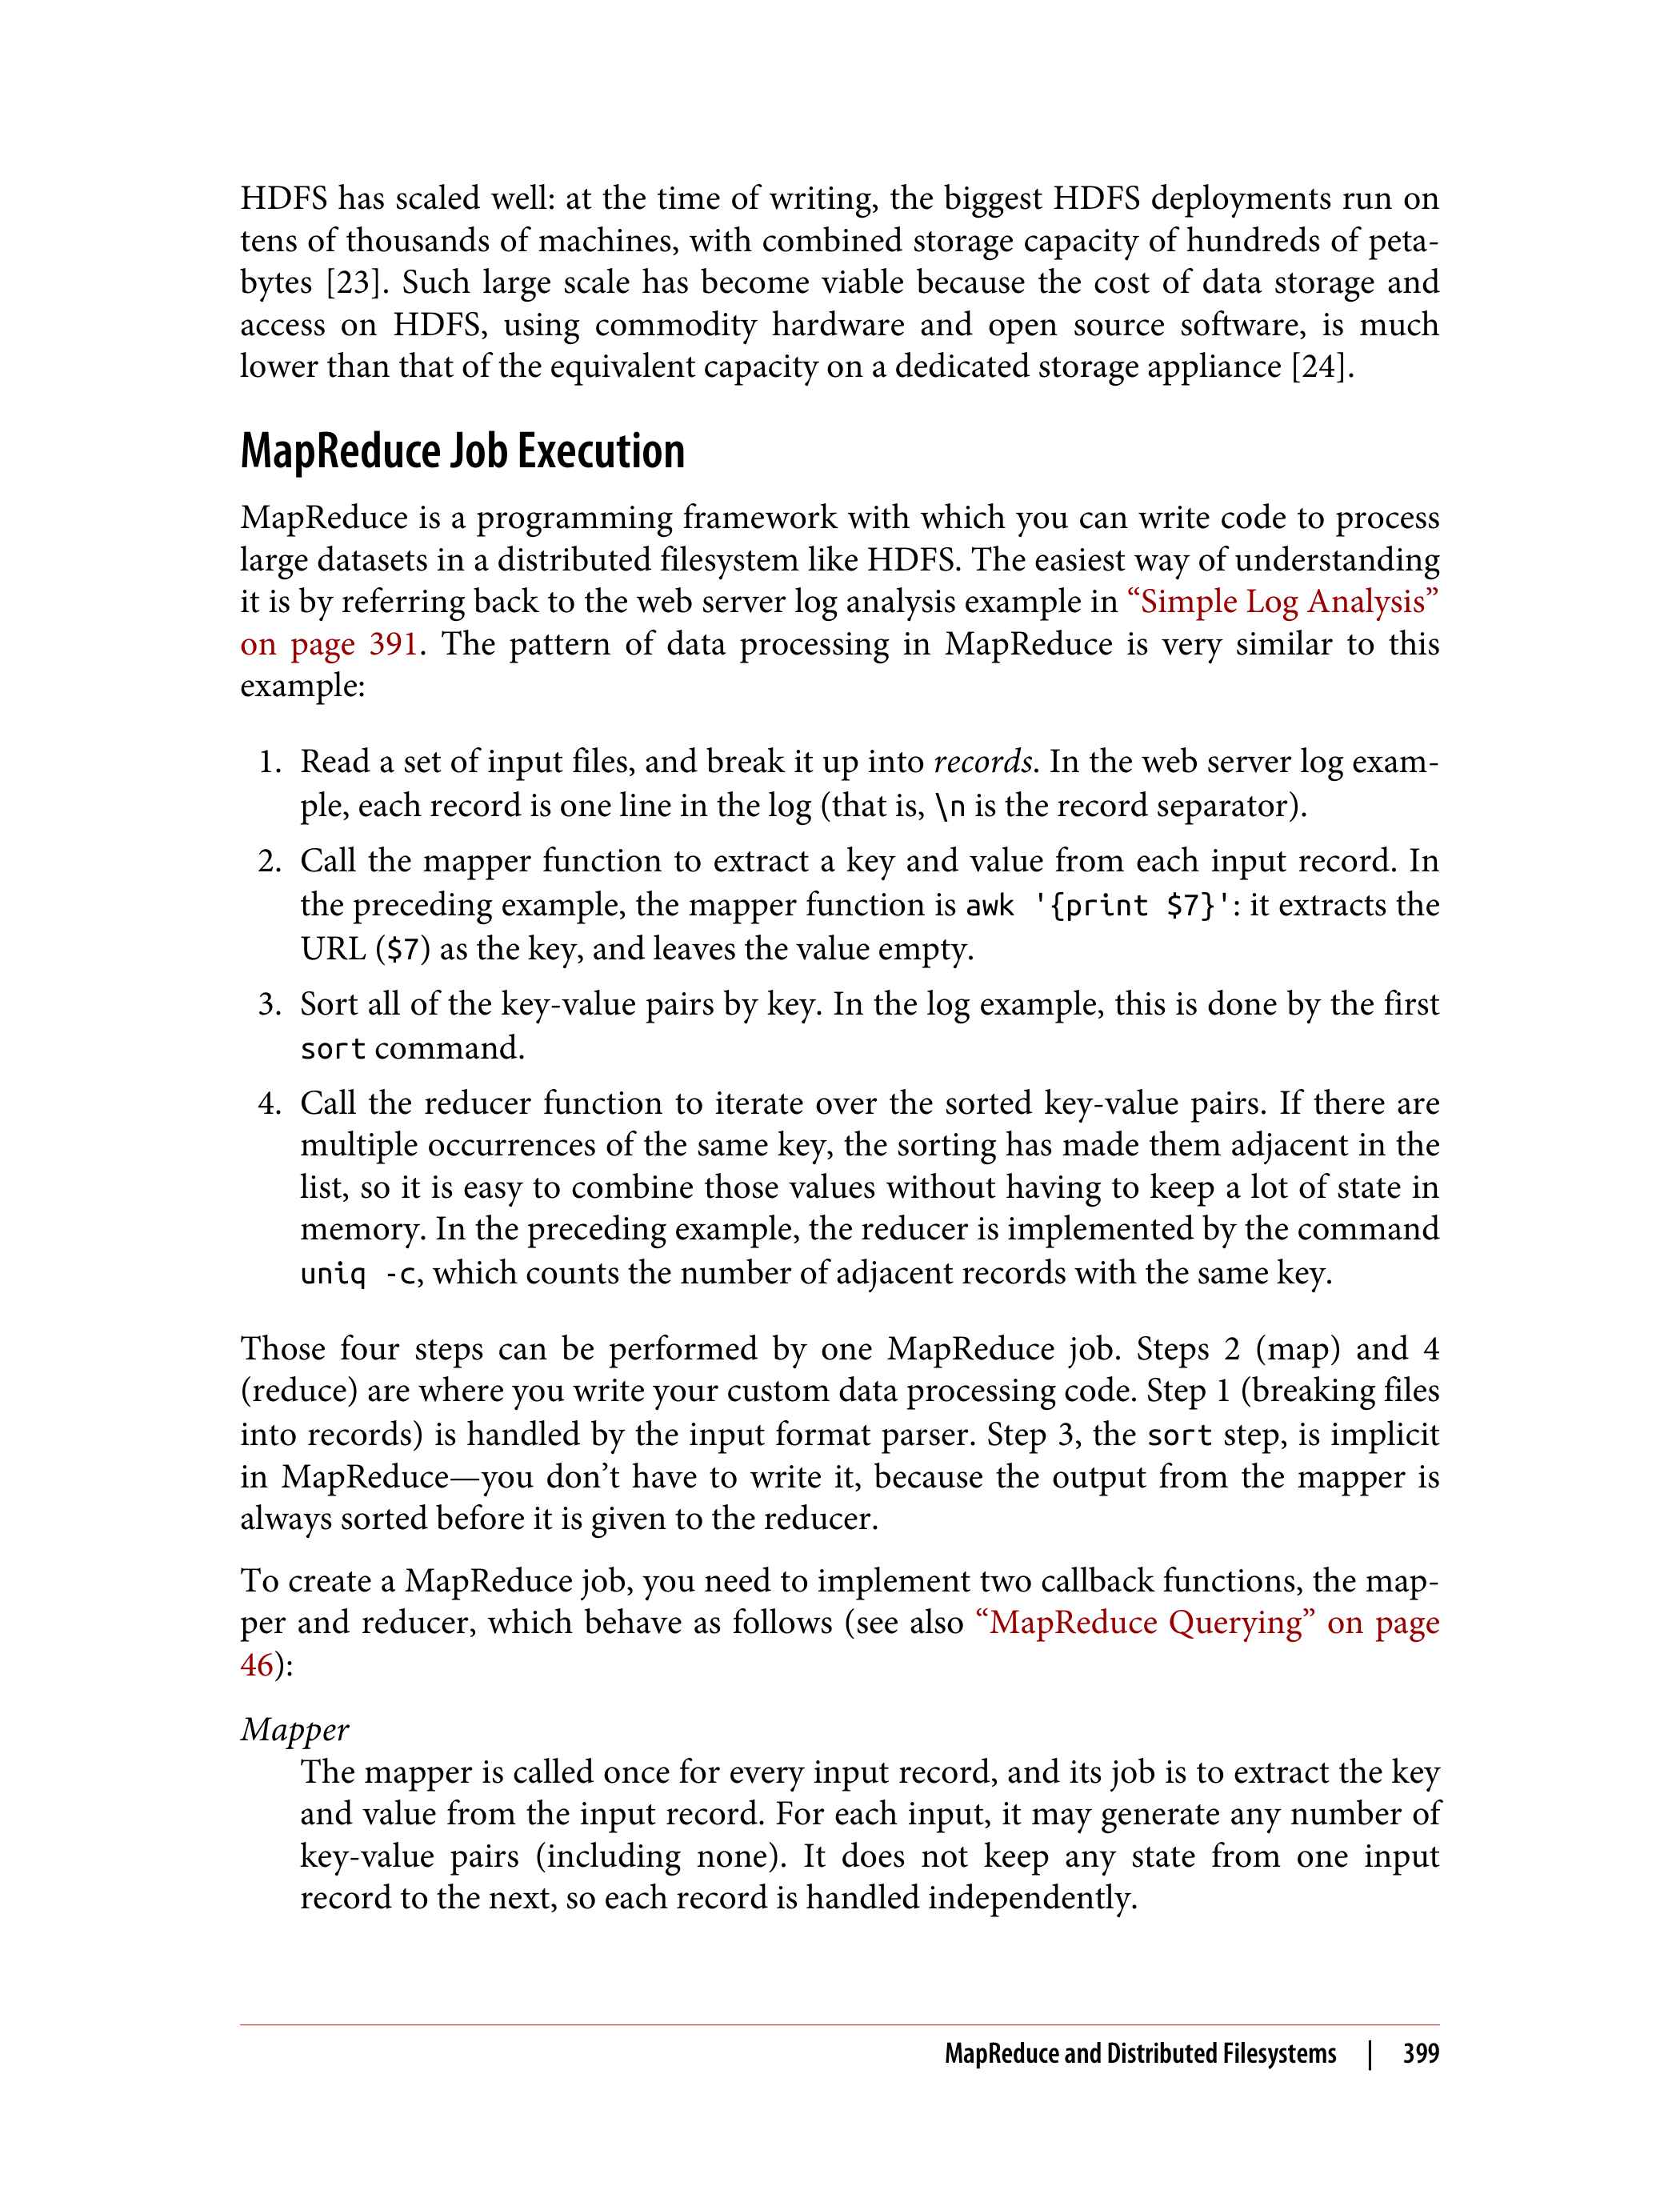 HDFS has scaled well: at the time of writing, the biggest HDFS deployments run on
tens of thousands of machines, with combined storage capacity of hundreds of peta-
bytes [23]. Such large scale has become viable because the cost of data storage and
access on HDFS, using commodity hardware and open source software, is much
lower than that of the equivalent capacity on a dedicated storage appliance [24].
MapReduce Job Execution
MapReduce is a programming framework with which you can write code to process
large datasets in a distributed filesystem like HDFS. The easiest way of understanding
it is by referring back to the web server log analysis example in “Simple Log Analysis”
on page 391. The pattern of data processing in MapReduce is very similar to this
example:
1. Read a set of input files, and break it up into records. In the web server log exam-
ple, each record is one line in the log (that is, \n is the record separator).
2. Call the mapper function to extract a key and value from each input record. In
the preceding example, the mapper function is awk '{print $7}': it extracts the
URL ($7) as the key, and leaves the value empty.
3. Sort all of the key-value pairs by key. In the log example, this is done by the first
sort command.
4. Call the reducer function to iterate over the sorted key-value pairs. If there are
multiple occurrences of the same key, the sorting has made them adjacent in the
list, so it is easy to combine those values without having to keep a lot of state in
memory. In the preceding example, the reducer is implemented by the command
uniq -c, which counts the number of adjacent records with the same key.
Those four steps can be performed by one MapReduce job. Steps 2 (map) and 4
(reduce) are where you write your custom data processing code. Step 1 (breaking files
into records) is handled by the input format parser. Step 3, the sort step, is implicit
in MapReduce—you don’t have to write it, because the output from the mapper is
always sorted before it is given to the reducer.
To create a MapReduce job, you need to implement two callback functions, the map-
per and reducer, which behave as follows (see also “MapReduce Querying” on page
46):
Mapper
The mapper is called once for every input record, and its job is to extract the key
and value from the input record. For each input, it may generate any number of
key-value pairs (including none). It does not keep any state from one input
record to the next, so each record is handled independently.
MapReduce and Distributed Filesystems | 399